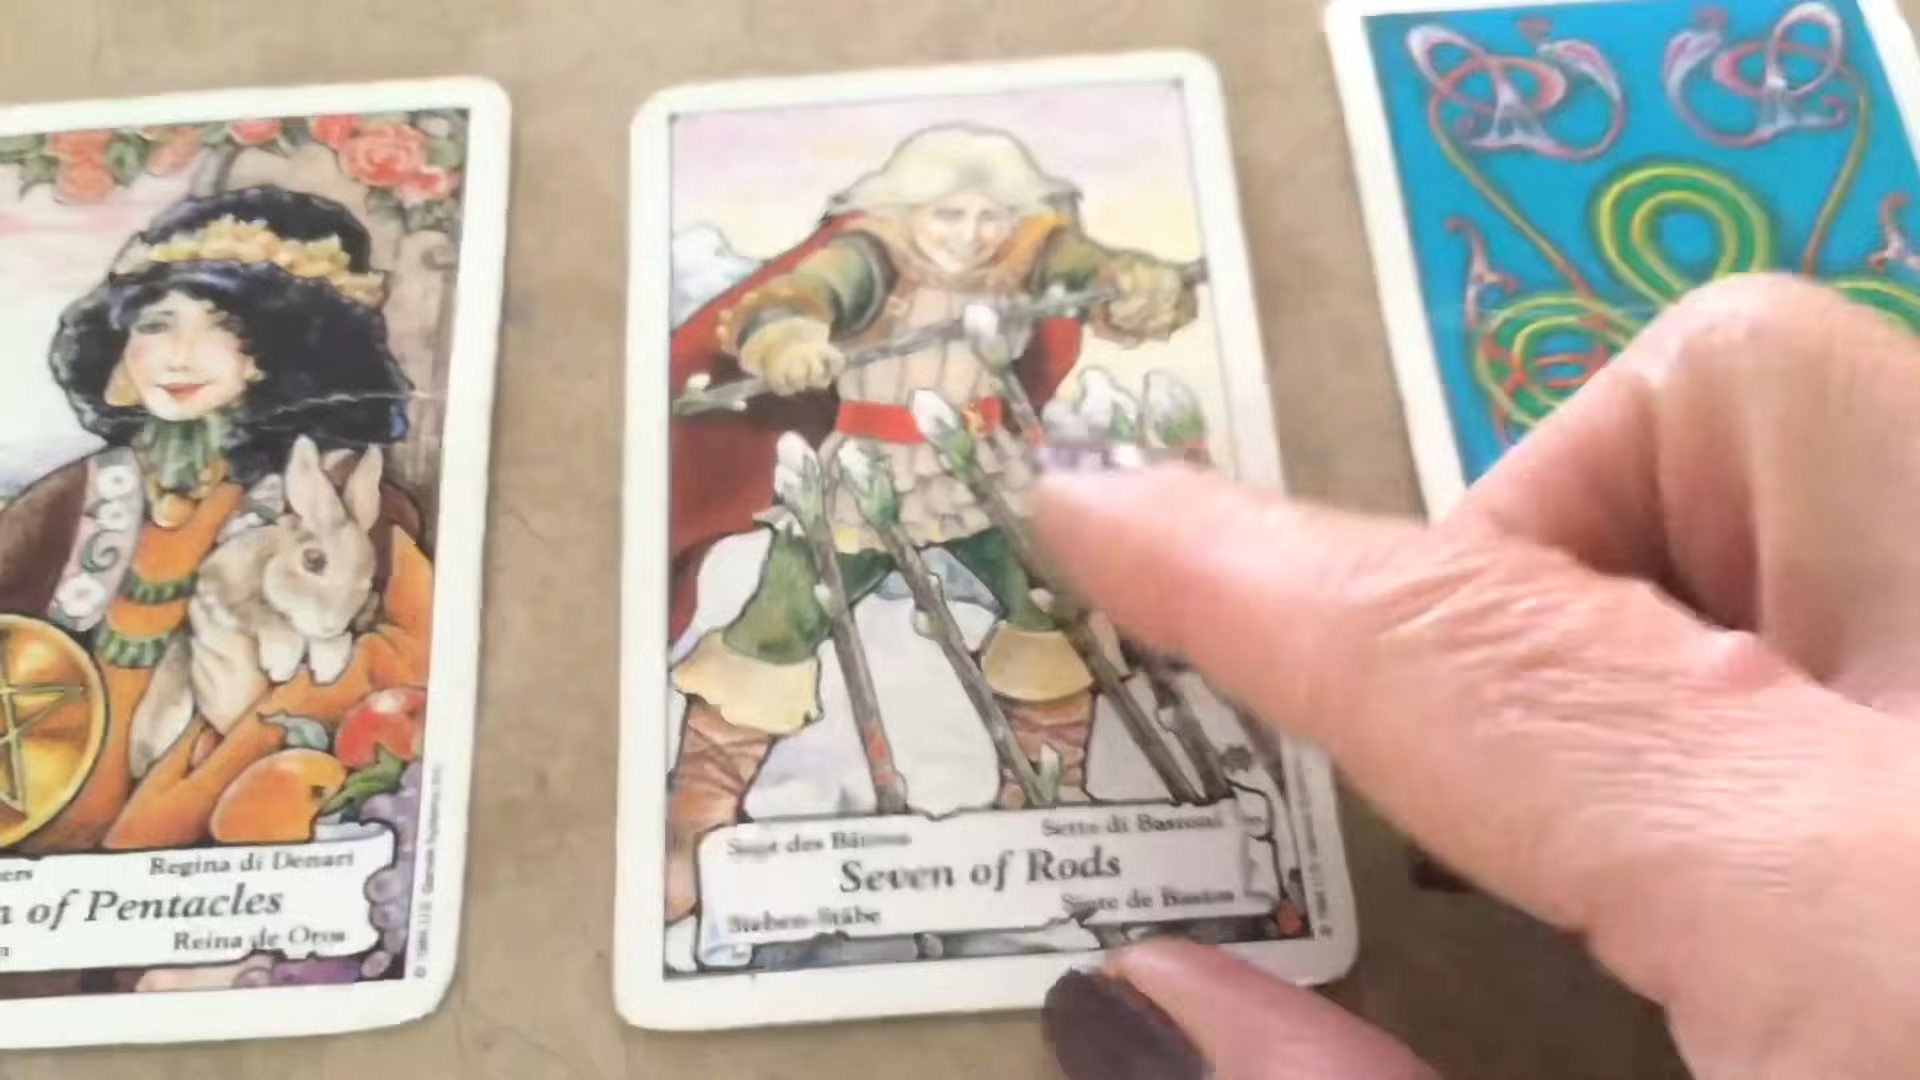 Regina di Denari
of Pentacles
Reina de Oros
Sept des Bâtons
Sette di Bastoni
Seven of Rods
Sieben-Stäbe
Siete de Bastos